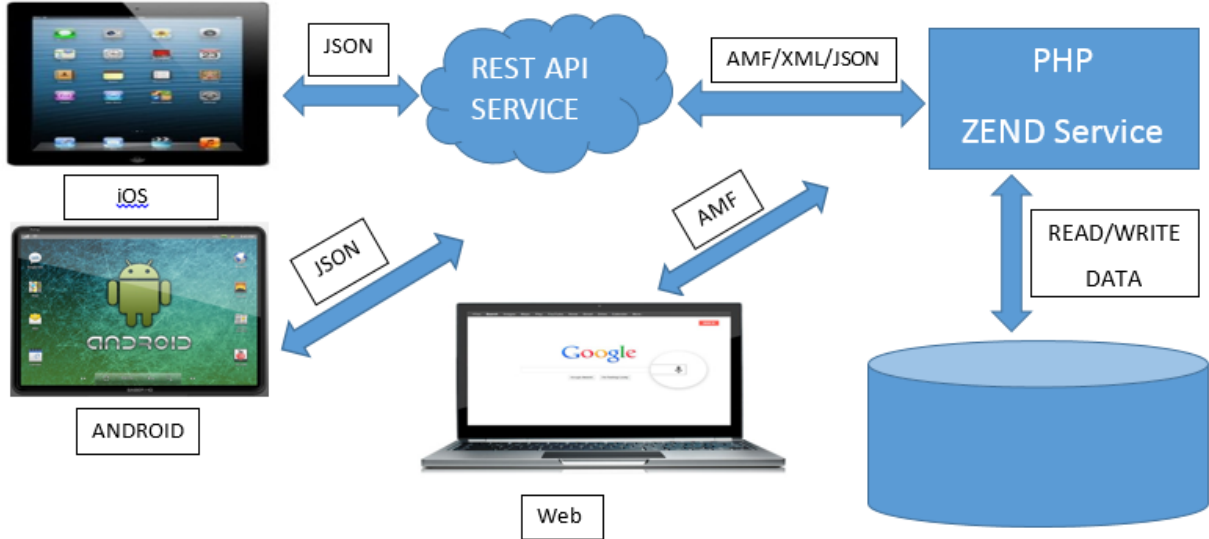 JSON
REST API
SERVICE
AMF/XML/JSON
PHP
ZEND Service
iOS
JSON
AMF
READ/WRITE
DATA
ANDROID
Google
ANDROID
Web